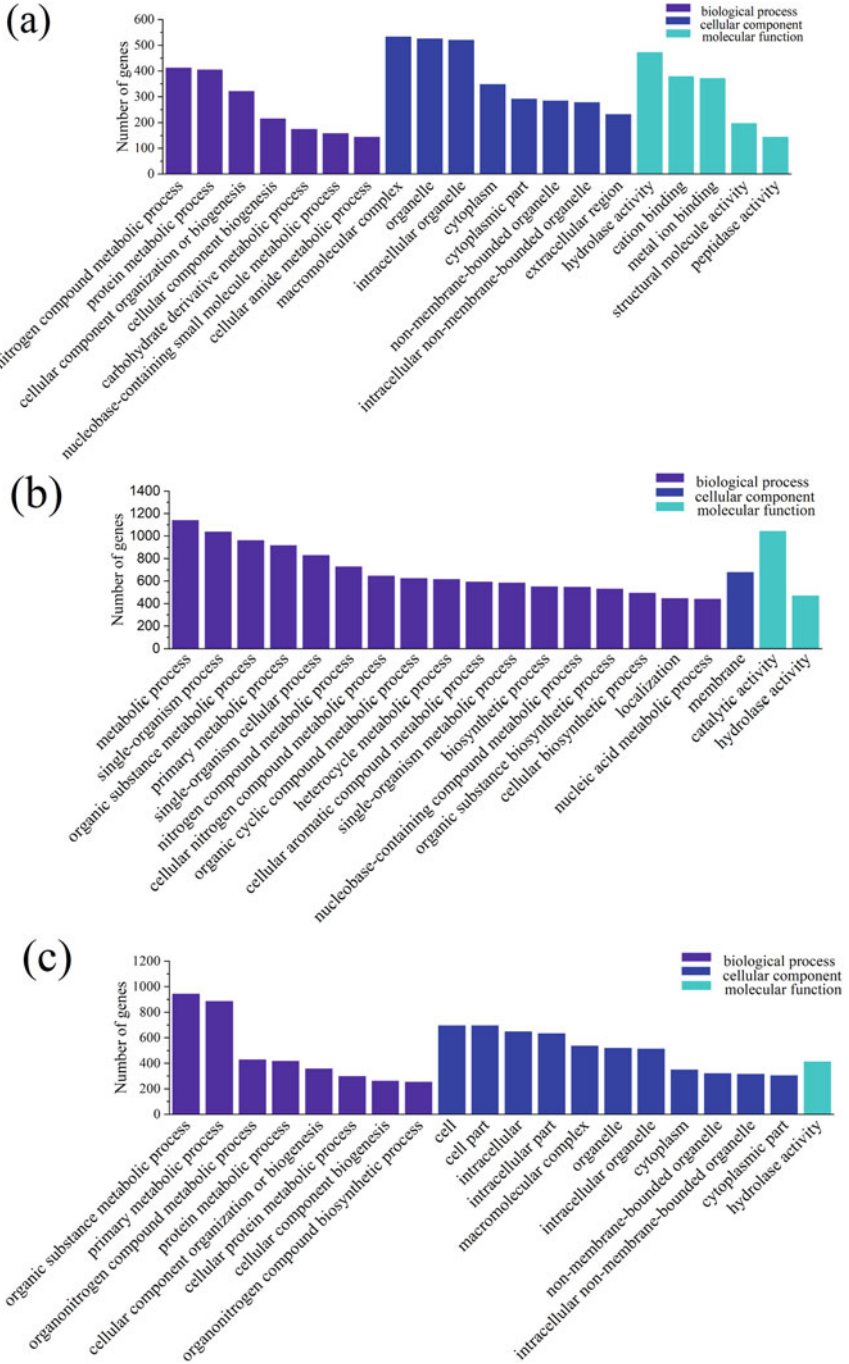 (a)
biological process
cellular component
molecular function
Number of genes
600
500
400
300
200
100
0
nitrogen compound metabolic process
protein metabolic process
cellular component organization or biogenesis
cellular component biogenesis
carbohydrate derivative metabolic process
nucleobase-containing small molecule metabolic process
cellular amide metabolic process
macromolecular complex
organelle
intracellular organelle
cytoplasm
cytoplasmic part
non-membrane-bounded organelle
intracellular non-membrane-bounded organelle
extracellular region
hydrolase activity
cation binding
metal ion binding
structural molecule activity
peptidase activity
(b)
biological process
cellular component
molecular function
Number of genes
1400
1200
1000
800
600
400
200
0
metabolic process
single-organism process
organic substance metabolic process
primary metabolic process
single-organism cellular process
nitrogen compound metabolic process
cellular nitrogen compound metabolic process
organic cyclic compound metabolic process
heterocycle metabolic process
cellular aromatic compound metabolic process
single-organism metabolic process
biosynthetic process
nucleobase-containing compound metabolic process
organic substance biosynthetic process
cellular biosynthetic process
localization
nucleic acid metabolic process
membrane
catalytic activity
hydrolase activity
(c)
biological process
cellular component
molecular function
Number of genes
1200
1000
800
600
400
200
0
organic substance metabolic process
primary metabolic process
organonitrogen compound metabolic process
protein metabolic process
cellular component organization or biogenesis
cellular protein metabolic process
cellular component biogenesis
organonitrogen compound biosynthetic process
cell
cell part
intracellular
intracellular part
macromolecular complex
organelle
intracellular organelle
cytoplasm
non-membrane-bounded organelle
intracellular non-membrane-bounded organelle
cytoplasmic part
hydrolase activity